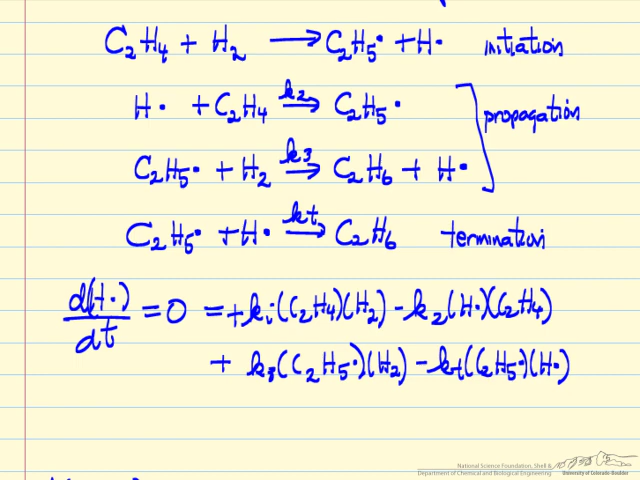 C₂H₄ + H₂ ⟶ C₂H₅• + H• initiation
H• + C₂H₄ —k₂→ C₂H₅•
propagation
C₂H₅• + H₂ —k₃→ C₂H₆ + H•
C₂H₅• + H• —kt→ C₂H₆ termination
d(H•)/dt = 0 = +ki(C₂H₄)(H₂) - k₂(H•)(C₂H₄)
+ k₃(C₂H₅•)(H₂) - kt(C₂H₅•)(H•)
National Science Foundation, Shell &
Department of Chemical and Biological Engineering
University of Colorado Boulder